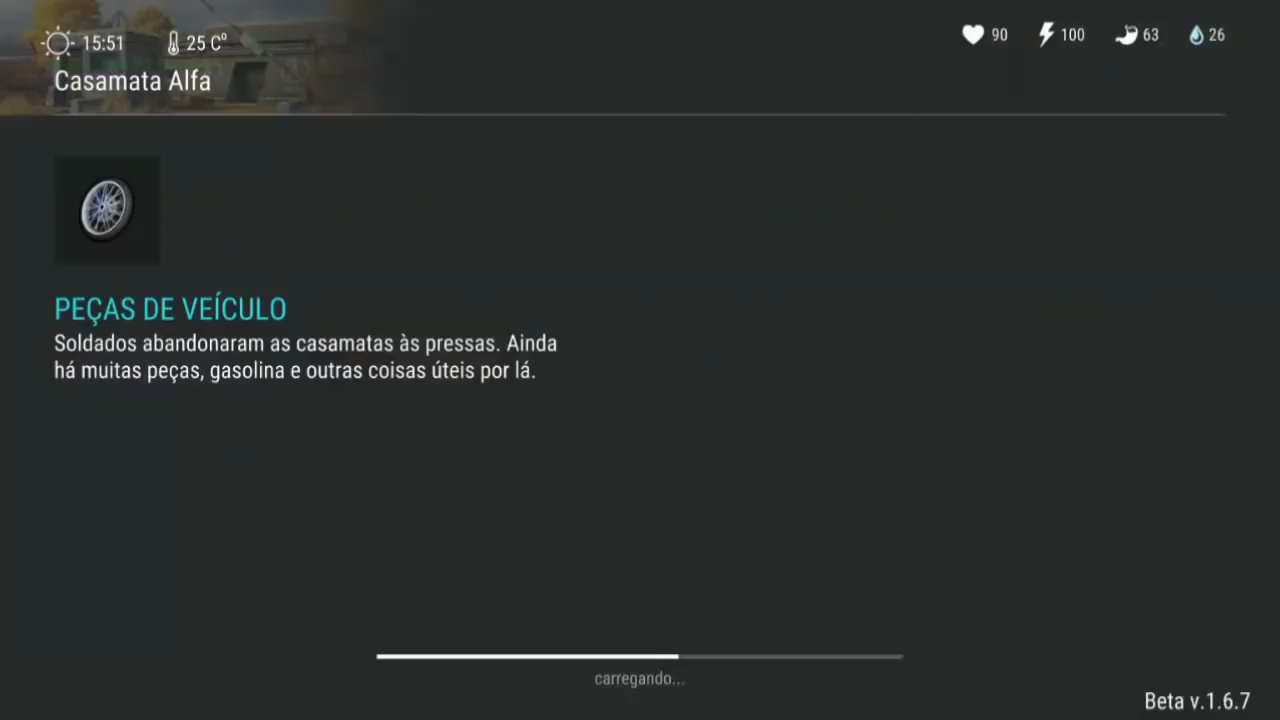 15:51 25 Cº
90 100 63 26
Casamata Alfa
PEÇAS DE VEÍCULO
Soldados abandonaram as casamatas às pressas. Ainda
há muitas peças, gasolina e outras coisas úteis por lá.
carregando...
Beta v.1.6.7